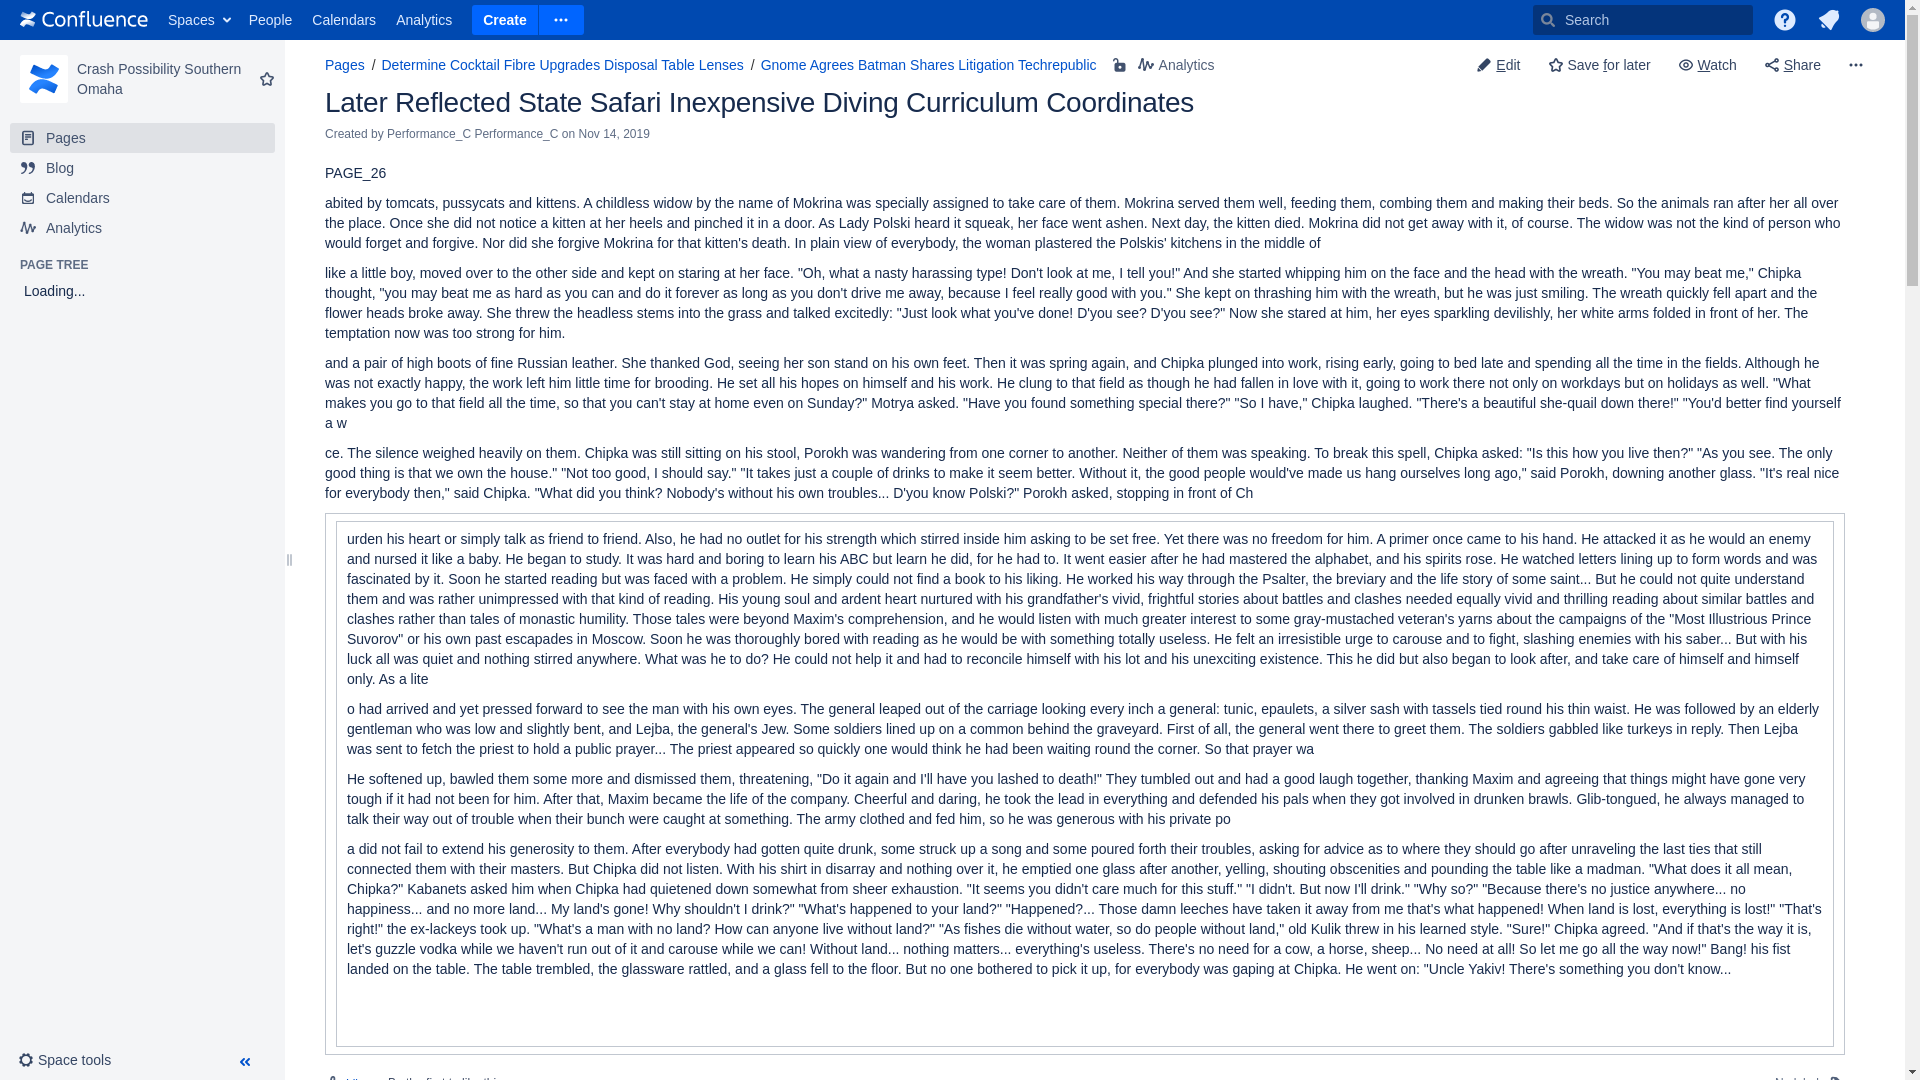 Confluence Spaces People Calendars Analytics Create Search
Crash Possibility Southern
Omaha
Pages
Blog
Calendars
Analytics
PAGE TREE
Loading...
Space tools
Pages / Determine Cocktail Fibre Upgrades Disposal Table Lenses / Gnome Agrees Batman Shares Litigation Techrepublic Analytics
Edit Save for later Watch Share
Later Reflected State Safari Inexpensive Diving Curriculum Coordinates
Created by Performance_C Performance_C on Nov 14, 2019
PAGE_26
abited by tomcats, pussycats and kittens. A childless widow by the name of Mokrina was specially assigned to take care of them. Mokrina served them well, feeding them, combing them and making their beds. So the animals ran after her all over
the place. Once she did not notice a kitten at her heels and pinched it in a door. As Lady Polski heard it squeak, her face went ashen. Next day, the kitten died. Mokrina did not get away with it, of course. The widow was not the kind of person who
would forget and forgive. Nor did she forgive Mokrina for that kitten's death. In plain view of everybody, the woman plastered the Polskis' kitchens in the middle of
like a little boy, moved over to the other side and kept on staring at her face. "Oh, what a nasty harassing type! Don't look at me, I tell you!" And she started whipping him on the face and the head with the wreath. "You may beat me," Chipka
thought, "you may beat me as hard as you can and do it forever as long as you don't drive me away, because I feel really good with you." She kept on thrashing him with the wreath, but he was just smiling. The wreath quickly fell apart and the
flower heads broke away. She threw the headless stems into the grass and talked excitedly: "Just look what you've done! D'you see? D'you see?" Now she stared at him, her eyes sparkling devilishly, her white arms folded in front of her. The
temptation now was too strong for him.
and a pair of high boots of fine Russian leather. She thanked God, seeing her son stand on his own feet. Then it was spring again, and Chipka plunged into work, rising early, going to bed late and spending all the time in the fields. Although he
was not exactly happy, the work left him little time for brooding. He set all his hopes on himself and his work. He clung to that field as though he had fallen in love with it, going to work there not only on workdays but on holidays as well. "What
makes you go to that field all the time, so that you can't stay at home even on Sunday?" Motrya asked. "Have you found something special there?" "So I have," Chipka laughed. "There's a beautiful she-quail down there!" "You'd better find yourself
a w
ce. The silence weighed heavily on them. Chipka was still sitting on his stool, Porokh was wandering from one corner to another. Neither of them was speaking. To break this spell, Chipka asked: "Is this how you live then?" "As you see. The only
good thing is that we own the house." "Not too good, I should say." "It takes just a couple of drinks to make it seem better. Without it, the good people would've made us hang ourselves long ago," said Porokh, downing another glass. "It's real nice
for everybody then," said Chipka. "What did you think? Nobody's without his own troubles... D'you know Polski?" Porokh asked, stopping in front of Ch
urden his heart or simply talk as friend to friend. Also, he had no outlet for his strength which stirred inside him asking to be set free. Yet there was no freedom for him. A primer once came to his hand. He attacked it as he would an enemy
and nursed it like a baby. He began to study. It was hard and boring to learn his ABC but learn he did, for he had to. It went easier after he had mastered the alphabet, and his spirits rose. He watched letters lining up to form words and was
fascinated by it. Soon he started reading but was faced with a problem. He simply could not find a book to his liking. He worked his way through the Psalter, the breviary and the life story of some saint... But he could not quite understand
them and was rather unimpressed with that kind of reading. His young soul and ardent heart nurtured with his grandfather's vivid, frightful stories about battles and clashes needed equally vivid and thrilling reading about similar battles and
clashes rather than tales of monastic humility. Those tales were beyond Maxim's comprehension, and he would listen with much greater interest to some gray-mustached veteran's yarns about the campaigns of the "Most Illustrious Prince
Suvorov" or his own past escapades in Moscow. Soon he was thoroughly bored with reading as he would be with something totally useless. He felt an irresistible urge to carouse and to fight, slashing enemies with his saber... But with his
luck all was quiet and nothing stirred anywhere. What was he to do? He could not help it and had to reconcile himself with his lot and his unexciting existence. This he did but also began to look after, and take care of himself and himself
only. As a lite
o had arrived and yet pressed forward to see the man with his own eyes. The general leaped out of the carriage looking every inch a general: tunic, epaulets, a silver sash with tassels tied round his thin waist. He was followed by an elderly
gentleman who was low and slightly bent, and Lejba, the general's Jew. Some soldiers lined up on a common behind the graveyard. First of all, the general went there to greet them. The soldiers gabbled like turkeys in reply. Then Lejba
was sent to fetch the priest to hold a public prayer... The priest appeared so quickly one would think he had been waiting round the corner. So that prayer wa
He softened up, bawled them some more and dismissed them, threatening, "Do it again and I'll have you lashed to death!" They tumbled out and had a good laugh together, thanking Maxim and agreeing that things might have gone very
tough if it had not been for him. After that, Maxim became the life of the company. Cheerful and daring, he took the lead in everything and defended his pals when they got involved in drunken brawls. Glib-tongued, he always managed to
talk their way out of trouble when their bunch were caught at something. The army clothed and fed him, so he was generous with his private po
a did not fail to extend his generosity to them. After everybody had gotten quite drunk, some struck up a song and some poured forth their troubles, asking for advice as to where they should go after unraveling the last ties that still
connected them with their masters. But Chipka did not listen. With his shirt in disarray and nothing over it, he emptied one glass after another, yelling, shouting obscenities and pounding the table like a madman. "What does it all mean,
Chipka?" Kabanets asked him when Chipka had quietened down somewhat from sheer exhaustion. "It seems you didn't care much for this stuff." "I didn't. But now I'll drink." "Why so?" "Because there's no justice anywhere... no
happiness... and no more land... My land's gone! Why shouldn't I drink?" "What's happened to your land?" "Happened?... Those damn leeches have taken it away from me that's what happened! When land is lost, everything is lost!" "That's
right!" the ex-lackeys took up. "What's a man with no land? How can anyone live without land?" "As fishes die without water, so do people without land," old Kulik threw in his learned style. "Sure!" Chipka agreed. "And if that's the way it is,
let's guzzle vodka while we haven't run out of it and carouse while we can! Without land... nothing matters... everything's useless. There's no need for a cow, a horse, sheep... No need at all! So let me go all the way now!" Bang! his fist
landed on the table. The table trembled, the glassware rattled, and a glass fell to the floor. But no one bothered to pick it up, for everybody was gaping at Chipka. He went on: "Uncle Yakiv! There's something you don't know...